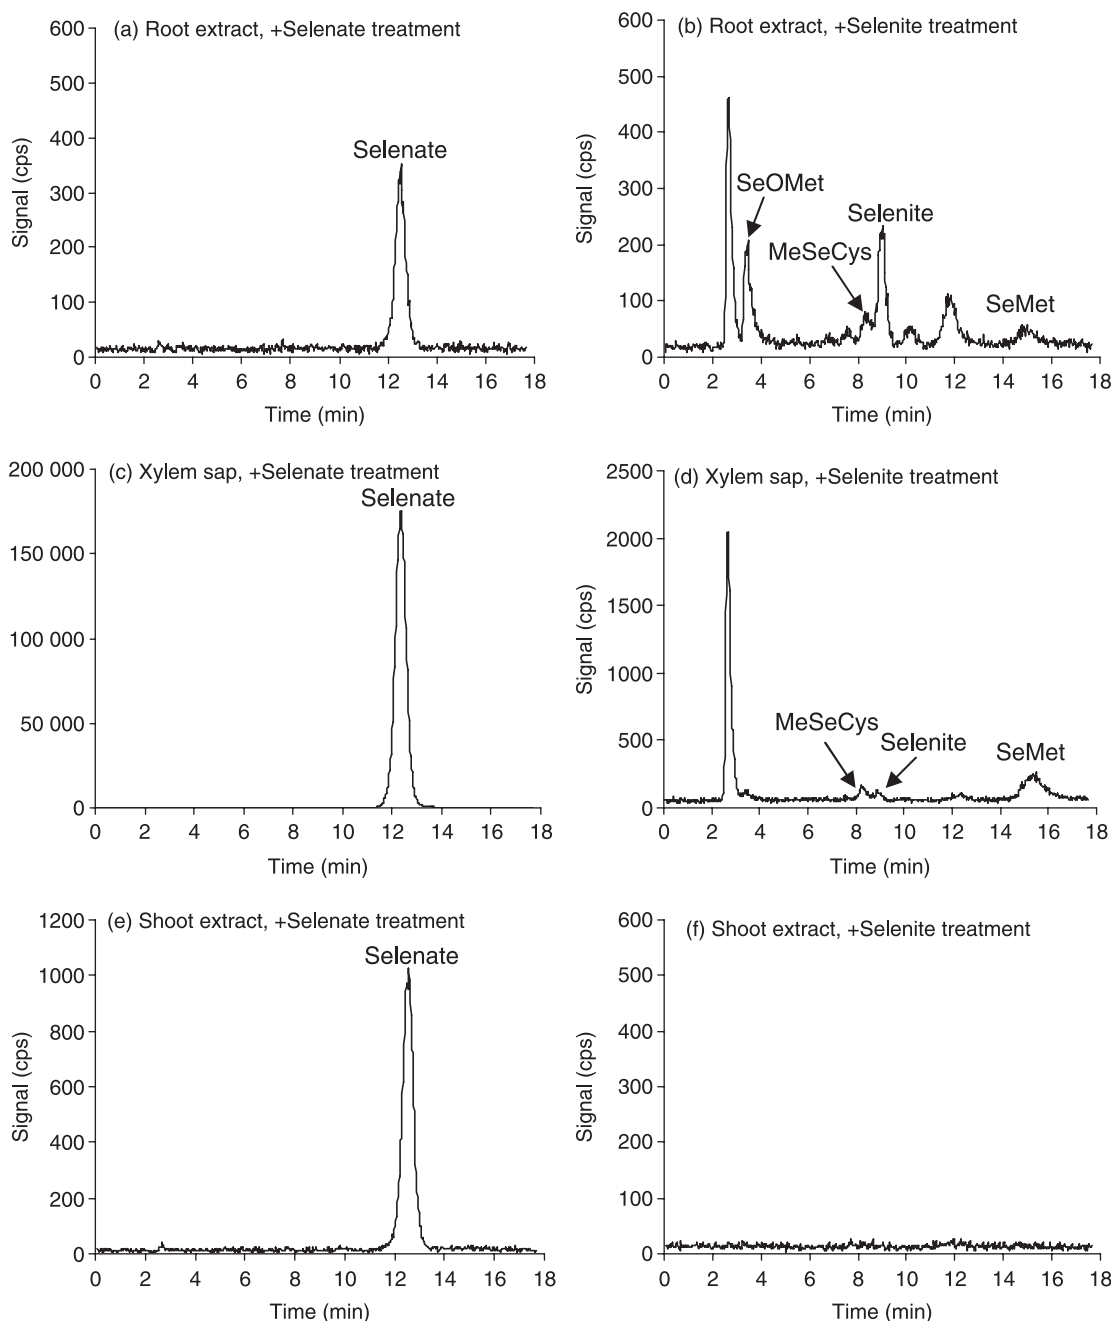 (a) Root extract, +Selenate treatment
600
500
400
300
200
100
0
Signal (cps)
Selenate
0 2 4 6 8 10 12 14 16 18
Time (min)
(b) Root extract, +Selenite treatment
600
500
400
300
200
100
0
Signal (cps)
SeOMet
Selenite
MeSeCys
SeMet
0 2 4 6 8 10 12 14 16 18
Time (min)
(c) Xylem sap, +Selenate treatment
200 000
150 000
100 000
50 000
0
Selenate
0 2 4 6 8 10 12 14 16 18
Time (min)
(d) Xylem sap, +Selenite treatment
2500
2000
1500
1000
500
0
Signal (cps)
MeSeCys
Selenite
SeMet
0 2 4 6 8 10 12 14 16 18
Time (min)
(e) Shoot extract, +Selenate treatment
1200
1000
800
600
400
200
0
Signal (cps)
Selenate
0 2 4 6 8 10 12 14 16 18
Time (min)
(f) Shoot extract, +Selenite treatment
600
500
400
300
200
100
0
Signal (cps)
0 2 4 6 8 10 12 14 16 18
Time (min)